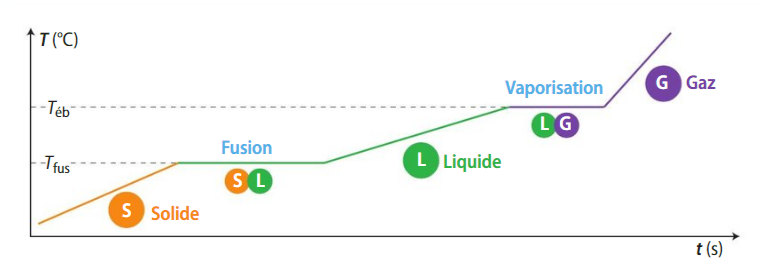 T (°C)
Vaporisation
G Gaz
Téb
L G
Fusion
L Liquide
Tfus
S L
S Solide
t (s)